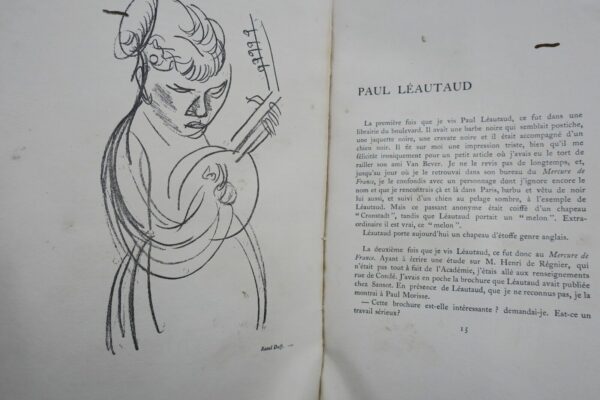 Raoul Dufy.
PAUL LÉAUTAUD
La première fois que je vis Paul Léautaud, ce fut dans une
librairie du boulevard. Il avait une barbe noire qui semblait postiche,
une jaquette noire, une cravate noire et il était accompagné d'un
chien noir. Il fit sur moi une impression triste, bien qu'il me
félicite ironiquement pour un petit article où j'avais eu le tort de
railler son ami Van Bever. Je ne le revis pas de longtemps, et,
jusqu'au jour où je le retrouvai dans son bureau du Mercure de
France, je le confondis avec un personnage dont j'ignore encore le
nom et que je rencontrais çà et là dans Paris, barbu et vêtu de noir
lui aussi, et suivi d'un chien au pelage sombre, à l'exemple de
Léautaud. Mais ce passant anonyme était coiffé d'un chapeau
"Cronstadt", tandis que Léautaud portait un "melon". Extra-
ordinaire il est vrai, ce "melon".
Léautaud porte aujourd'hui un chapeau d'étoffe genre anglais.
La deuxième fois que je vis Léautaud, ce fut donc au Mercure de
France. Ayant à écrire une étude sur M. Henri de Régnier, qui
n'était pas tout à fait de l'Académie, j'étais allé aux renseignements
rue de Condé. J'avais en poche la brochure que Léautaud avait publiée
chez Sansot. En présence de Léautaud, que je ne reconnus pas, je la
montrai à Paul Morisse.
— Cette brochure est-elle intéressante ? demandai-je. Est-ce un
travail sérieux?
15